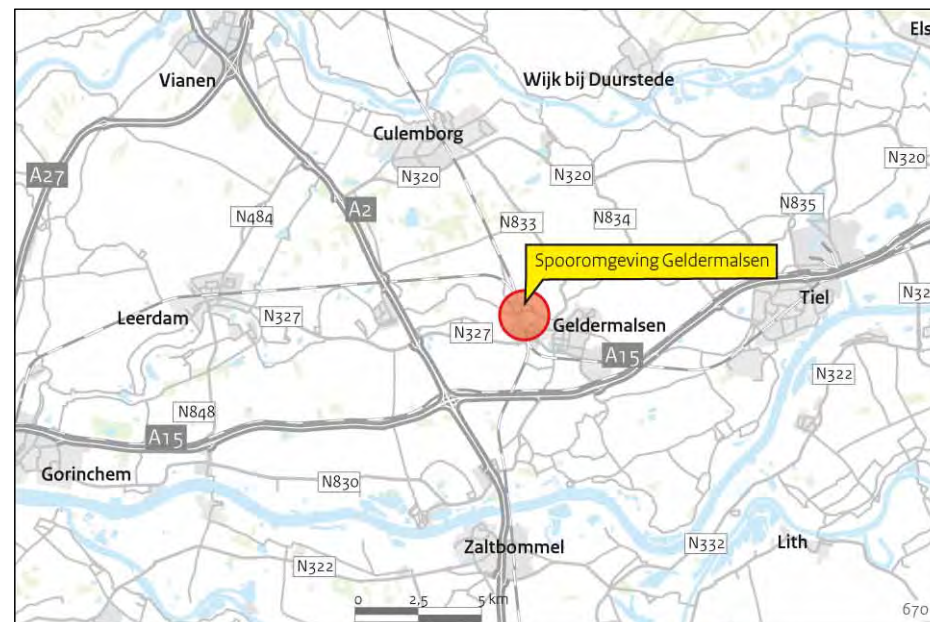 Els
Vianen
Wijk bij Duurstede
Culemborg
N320
A27
N320
N320
N484
A2
N833
N834
N835
Spooromgeving Geldermalsen
Tiel
Leerdam
N327
N327
Geldermalsen
A15
N322
N848
A15
Gorinchem
N830
Zaltbommel
N332
Lith
N322
0 2,5 5 km
670